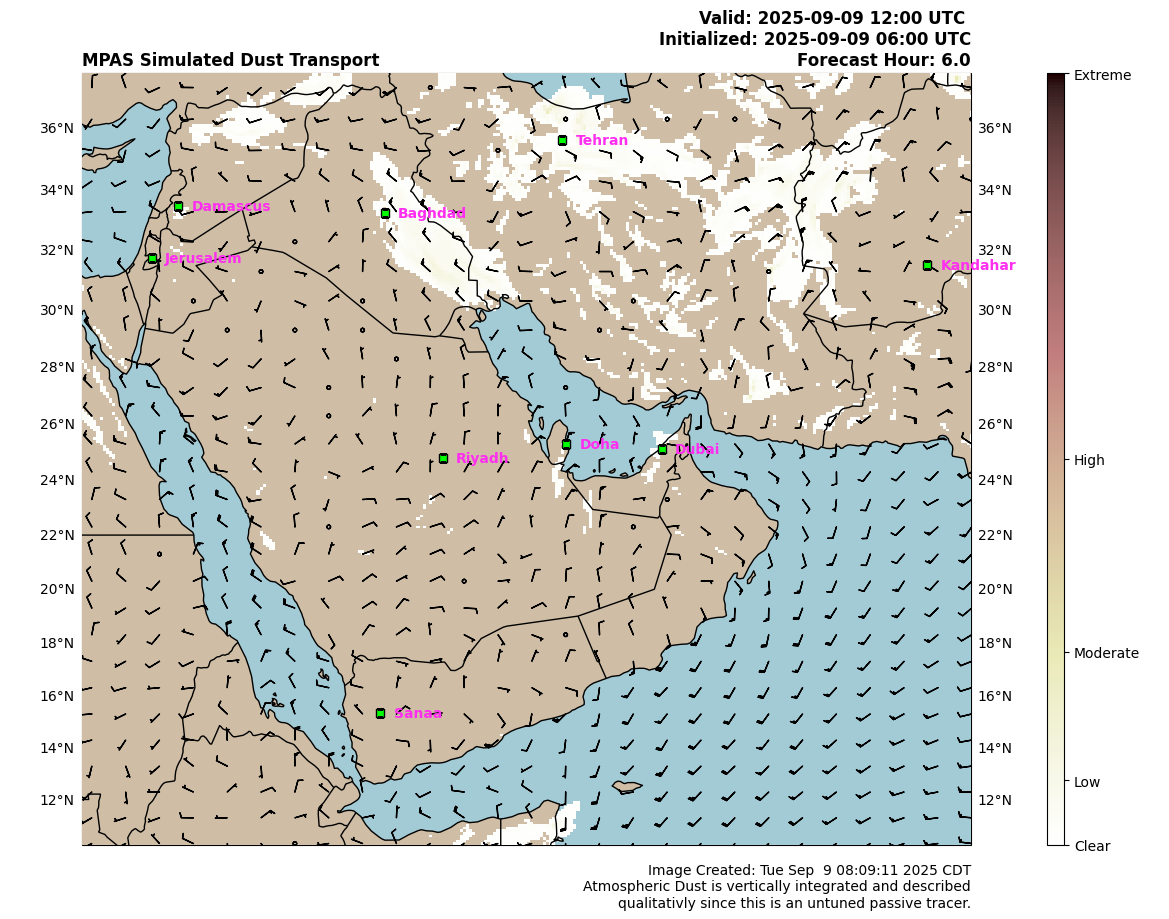 Valid: 2025-09-09 12:00 UTC
Initialized: 2025-09-09 06:00 UTC
MPAS Simulated Dust Transport Forecast Hour: 6.0
Extreme
36°N 36°N
Tehran
34°N 34°N
Damascus
Baghdad
32°N 32°N
Jerusalem
Kandahar
30°N 30°N
28°N 28°N
26°N 26°N
Doha
Dubai
Riyadh
High
24°N 24°N
22°N 22°N
20°N 20°N
18°N 18°N
Moderate
16°N 16°N
Sanaa
14°N 14°N
Low
12°N 12°N
Clear
Image Created: Tue Sep  9 08:09:11 2025 CDT
Atmospheric Dust is vertically integrated and described
qualitativly since this is an untuned passive tracer.